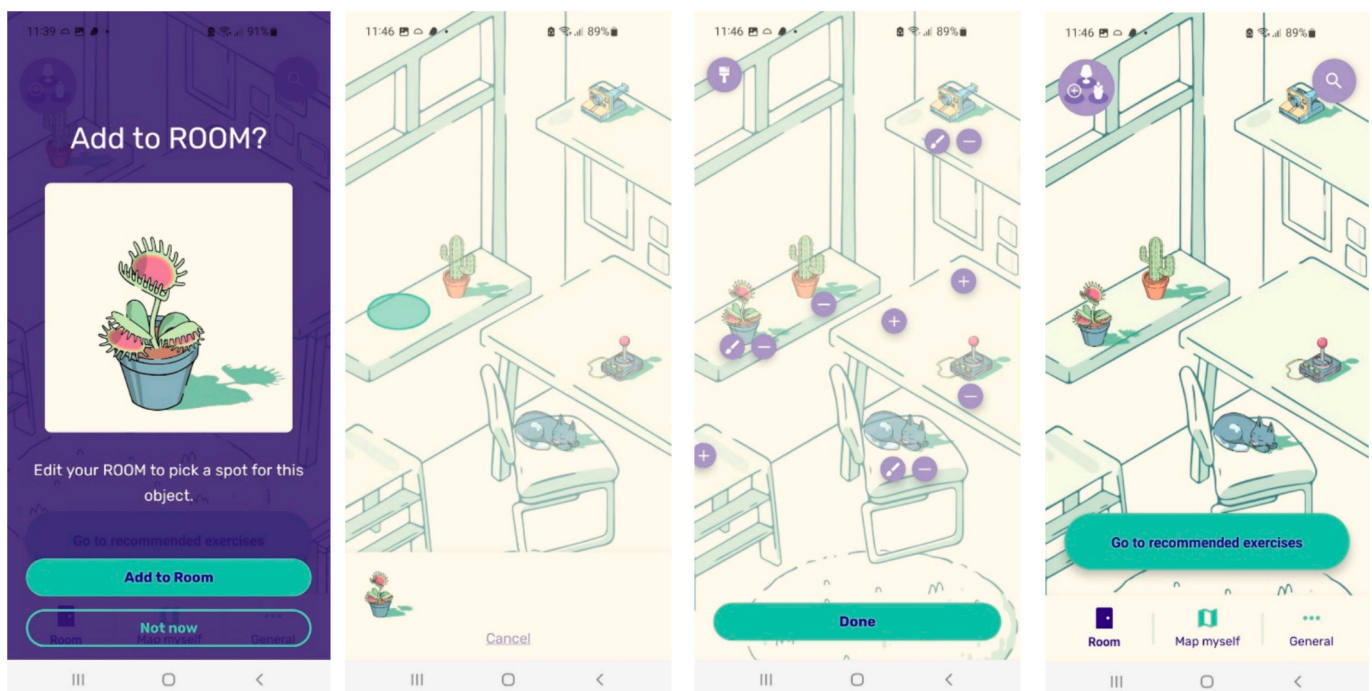 11:39
91%
Add to ROOM?
Edit your ROOM to pick a spot for this
object.
Go to recommended exercises
Add to Room
Not now
Room
Map myself
General
11:46
89%
Cancel
11:46
89%
Done
11:46
89%
Go to recommended exercises
Room
Map myself
General